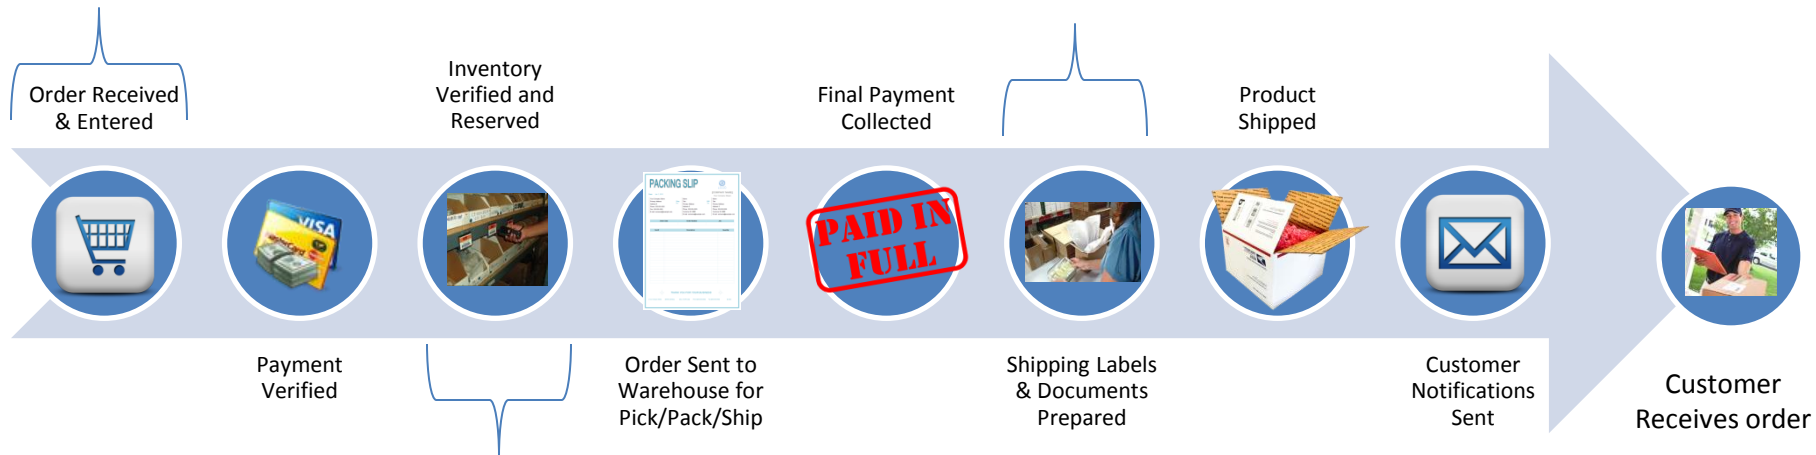 Order Received
& Entered
Inventory
Verified and
Reserved
Final Payment
Collected
Product
Shipped
VISA
PACKING SLIP
PAID IN
FULL
Payment
Verified
Order Sent to
Warehouse for
Pick/Pack/Ship
Shipping Labels
& Documents
Prepared
Customer
Notifications
Sent
Customer
Receives order